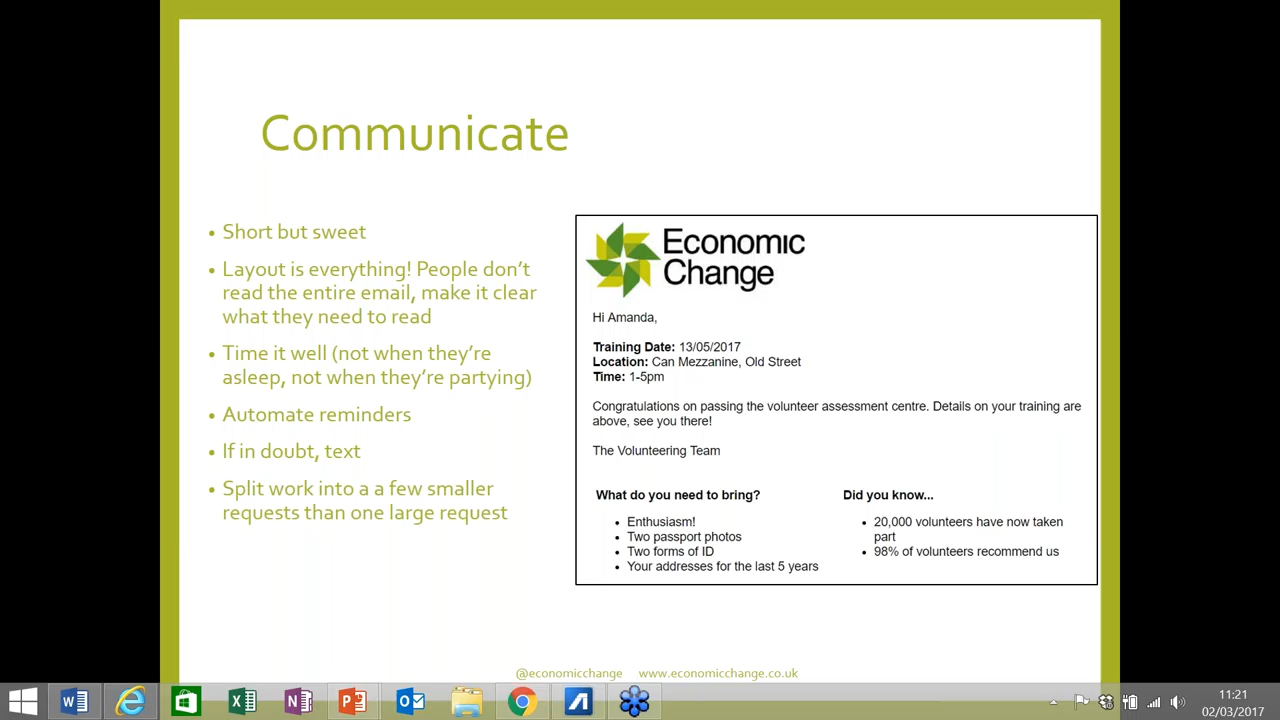 Communicate
• Short but sweet
• Layout is everything! People don't
read the entire email, make it clear
what they need to read
• Time it well (not when they're
asleep, not when they're partying)
• Automate reminders
• If in doubt, text
• Split work into a a few smaller
requests than one large request
Economic
Change
Hi Amanda,
Training Date: 13/05/2017
Location: Can Mezzanine, Old Street
Time: 1-5pm
Congratulations on passing the volunteer assessment centre. Details on your training are
above, see you there!
The Volunteering Team
What do you need to bring?
• Enthusiasm!
• Two passport photos
• Two forms of ID
• Your addresses for the last 5 years
Did you know...
• 20,000 volunteers have now taken
part
• 98% of volunteers recommend us
@economicchange www.economicchange.co.uk
11:21
02/03/2017